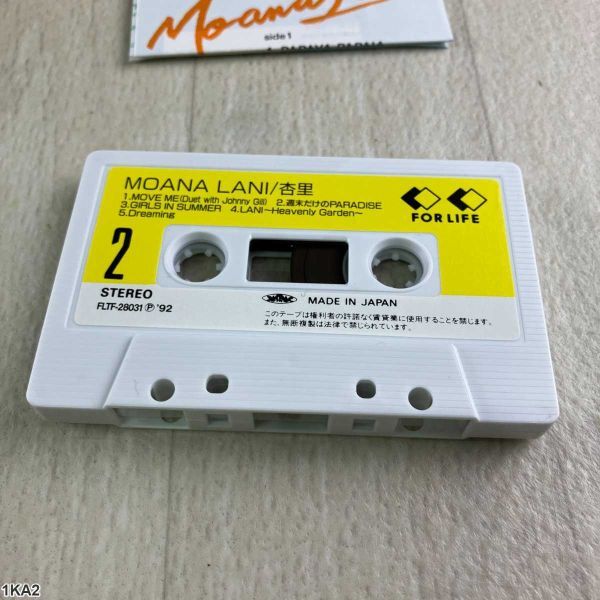 Moana
side 1
MOANA LANI/杏里
1.MOVE ME(Duet with Johnny Gill) 2.週末だけのPARADISE
3.GIRLS IN SUMMER 4.LANI～Heavenly Garden～
5.Dreaming
FOR LIFE
2
STEREO
FLTF-28031 Ⓟ '92
MADE IN JAPAN
このテープは権利者の許諾なく賃貸業に使用することを禁じます。
また、無断複製は法律で禁じられています。
1KA2